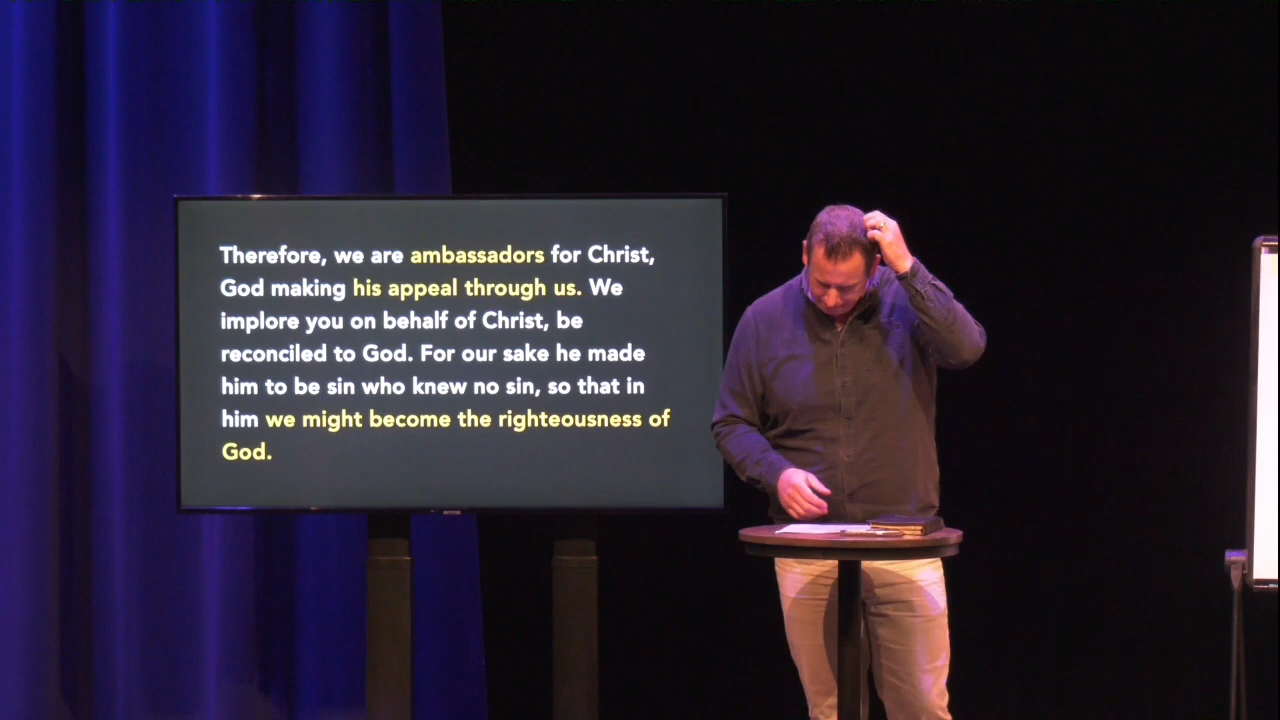 Therefore, we are ambassadors for Christ,
God making his appeal through us. We
implore you on behalf of Christ, be
reconciled to God. For our sake he made
him to be sin who knew no sin, so that in
him we might become the righteousness of
God.